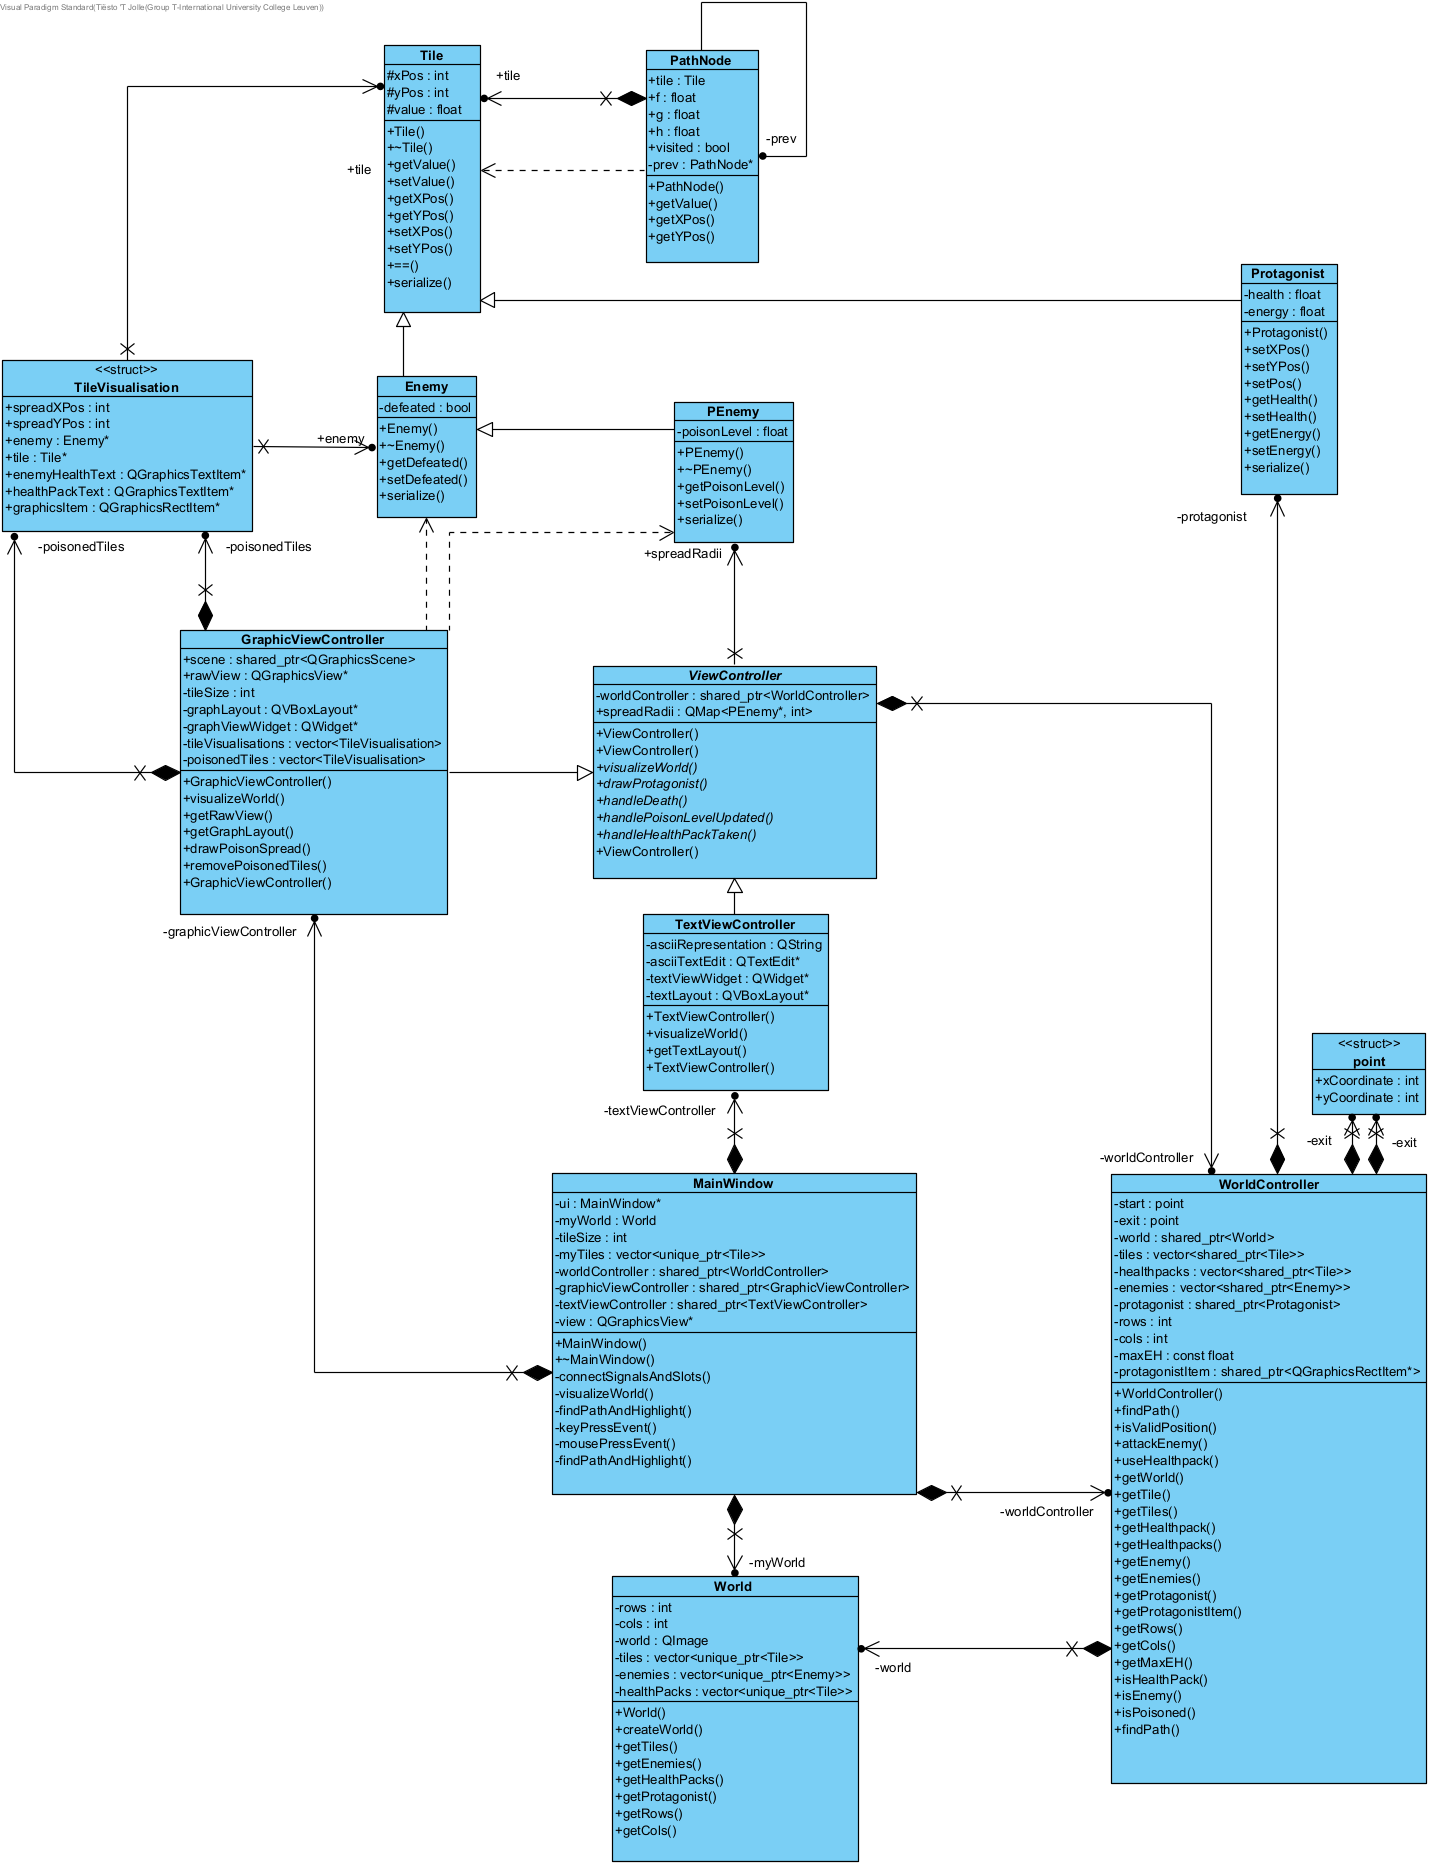 Visual Paradigm Standard(Tiësto 'T Jolle(Group T-International University College Leuven))
Tile
#xPos : int
#yPos : int
#value : float
+Tile()
+~Tile()
+getValue()
+setValue()
+getXPos()
+getYPos()
+setXPos()
+setYPos()
+==()
+serialize()
+tile
+tile
PathNode
+tile : Tile
+f : float
+g : float
+h : float
+visited : bool
-prev : PathNode*
+PathNode()
+getValue()
+getXPos()
+getYPos()
-prev
Protagonist
-health : float
-energy : float
+Protagonist()
+setXPos()
+setYPos()
+setPos()
+getHealth()
+setHealth()
+getEnergy()
+setEnergy()
+serialize()
-protagonist
<<struct>>
TileVisualisation
+spreadXPos : int
+spreadYPos : int
+enemy : Enemy*
+tile : Tile*
+enemyHealthText : QGraphicsTextItem*
+healthPackText : QGraphicsTextItem*
+graphicsItem : QGraphicsRectItem*
-poisonedTiles
-poisonedTiles
+enemy
Enemy
-defeated : bool
+Enemy()
+~Enemy()
+getDefeated()
+setDefeated()
+serialize()
PEnemy
-poisonLevel : float
+PEnemy()
+~PEnemy()
+getPoisonLevel()
+setPoisonLevel()
+serialize()
+spreadRadii
GraphicViewController
+scene : shared_ptr<QGraphicsScene>
+rawView : QGraphicsView*
-tileSize : int
-graphLayout : QVBoxLayout*
-graphViewWidget : QWidget*
-tileVisualisations : vector<TileVisualisation>
-poisonedTiles : vector<TileVisualisation>
+GraphicViewController()
+visualizeWorld()
+getRawView()
+getGraphLayout()
+drawPoisonSpread()
+removePoisonedTiles()
+GraphicViewController()
-graphicViewController
ViewController
-worldController : shared_ptr<WorldController>
+spreadRadii : QMap<PEnemy*, int>
+ViewController()
+ViewController()
+visualizeWorld()
+drawProtagonist()
+handleDeath()
+handlePoisonLevelUpdated()
+handleHealthPackTaken()
+ViewController()
TextViewController
-asciiRepresentation : QString
-asciiTextEdit : QTextEdit*
-textViewWidget : QWidget*
-textLayout : QVBoxLayout*
+TextViewController()
+visualizeWorld()
+getTextLayout()
+TextViewController()
-textViewController
<<struct>>
point
+xCoordinate : int
+yCoordinate : int
-exit
-exit
-worldController
MainWindow
-ui : MainWindow*
-myWorld : World
-tileSize : int
-myTiles : vector<unique_ptr<Tile>>
-worldController : shared_ptr<WorldController>
-graphicViewController : shared_ptr<GraphicViewController>
-textViewController : shared_ptr<TextViewController>
-view : QGraphicsView*
+MainWindow()
+~MainWindow()
-connectSignalsAndSlots()
-visualizeWorld()
-findPathAndHighlight()
-keyPressEvent()
-mousePressEvent()
-findPathAndHighlight()
-worldController
-myWorld
WorldController
-start : point
-exit : point
-world : shared_ptr<World>
-tiles : vector<shared_ptr<Tile>>
-healthpacks : vector<shared_ptr<Tile>>
-enemies : vector<shared_ptr<Enemy>>
-protagonist : shared_ptr<Protagonist>
-rows : int
-cols : int
-maxEH : const float
-protagonistItem : shared_ptr<QGraphicsRectItem*>
+WorldController()
+findPath()
+isValidPosition()
+attackEnemy()
+useHealthpack()
+getWorld()
+getTile()
+getTiles()
+getHealthpack()
+getHealthpacks()
+getEnemy()
+getEnemies()
+getProtagonist()
+getProtagonistItem()
+getRows()
+getCols()
+getMaxEH()
+isHealthPack()
+isEnemy()
+isPoisoned()
+findPath()
-world
World
-rows : int
-cols : int
-world : QImage
-tiles : vector<unique_ptr<Tile>>
-enemies : vector<unique_ptr<Enemy>>
-healthPacks : vector<unique_ptr<Tile>>
+World()
+createWorld()
+getTiles()
+getEnemies()
+getHealthPacks()
+getProtagonist()
+getRows()
+getCols()